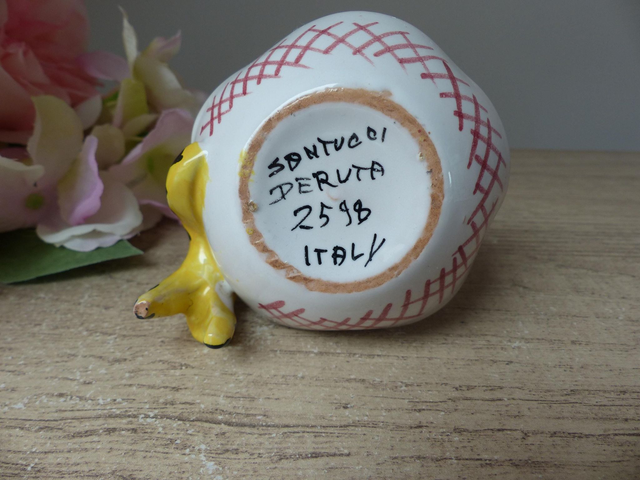 SANTUCCI
DERUTA
2598
ITALY